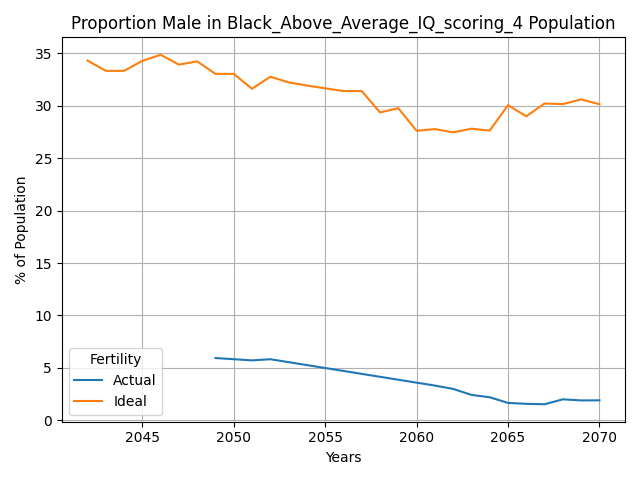 Proportion Male in Black_Above_Average_IQ_scoring_4 Population
% of Population
35
30
25
20
15
10
5
0
Fertility
Actual
Ideal
2045 2050 2055 2060 2065 2070
Years